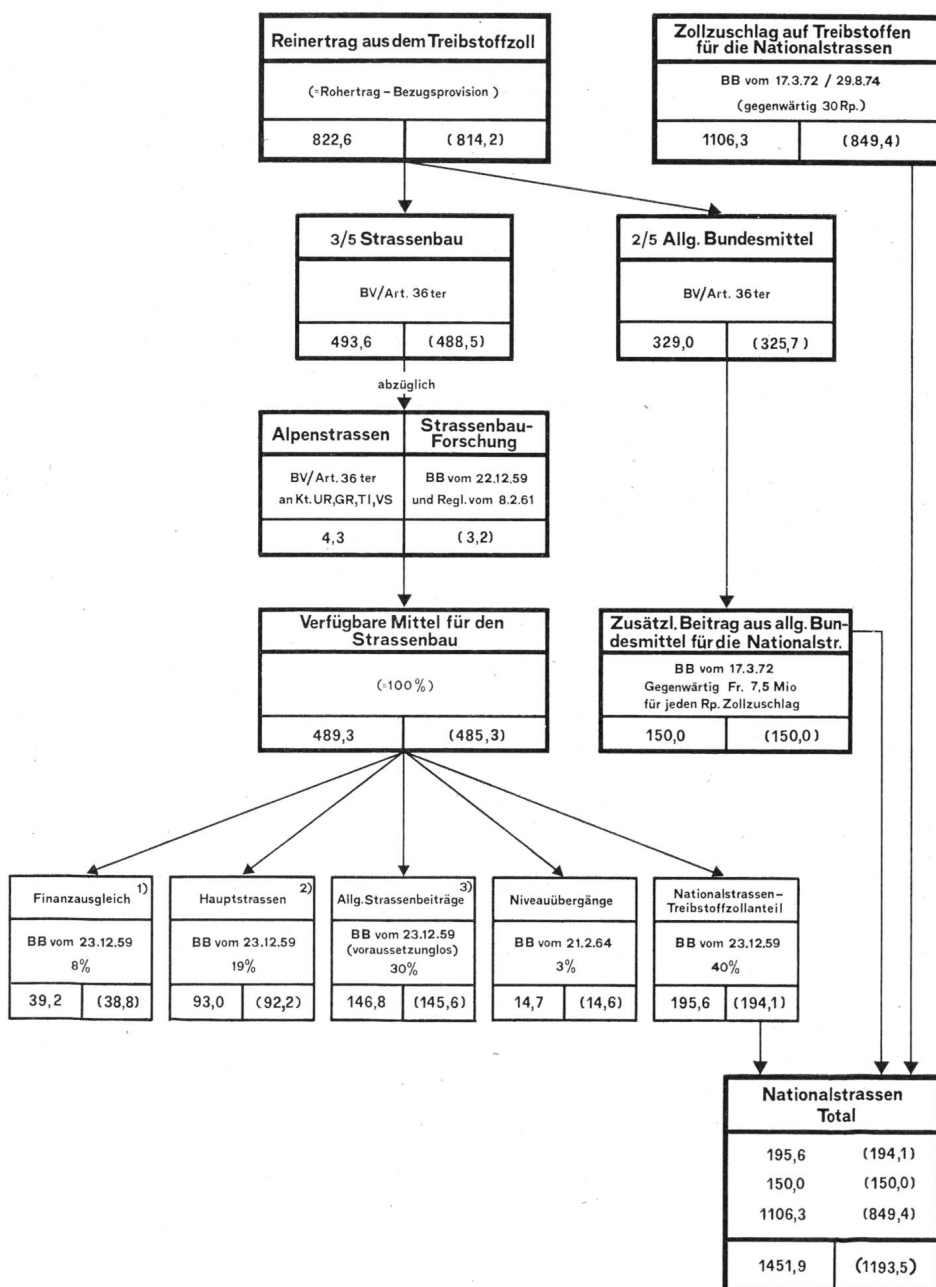 Reinertrag aus dem Treibstoffzoll
(=Rohertrag – Bezugsprovision )
822,6 (814,2)
Zollzuschlag auf Treibstoffen
für die Nationalstrassen
BB vom 17.3.72 / 29.8.74
(gegenwärtig 30 Rp.)
1106,3 (849,4)
3/5 Strassenbau
BV/Art. 36 ter
493,6 (488,5)
2/5 Allg. Bundesmittel
BV/Art. 36 ter
329,0 (325,7)
abzüglich
Alpenstrassen
BV/Art. 36 ter
an Kt. UR,GR,TI,VS
4,3
Strassenbau-
Forschung
BB vom 22.12.59
und Regl. vom 8.2.61
(3,2)
Verfügbare Mittel für den
Strassenbau
(=100%)
489,3 (485,3)
Zusätzl. Beitrag aus allg. Bun-
desmittel für die Nationalstr.
BB vom 17.3.72
Gegenwärtig Fr. 7,5 Mio
für jeden Rp. Zollzuschlag
150,0 (150,0)
Finanzausgleich 1)
BB vom 23.12.59
8%
39,2 (38,8)
Hauptstrassen 2)
BB vom 23.12.59
19%
93,0 (92,2)
Allg. Strassenbeiträge 3)
BB vom 23.12.59
(voraussetzunglos)
30%
146,8 (145,6)
Niveauübergänge
BB vom 21.2.64
3%
14,7 (14,6)
Nationalstrassen–
Treibstoffzollanteil
BB vom 23.12.59
40%
195,6 (194,1)
Nationalstrassen
Total
195,6 (194,1)
150,0 (150,0)
1106,3 (849,4)
1451,9 (1193,5)